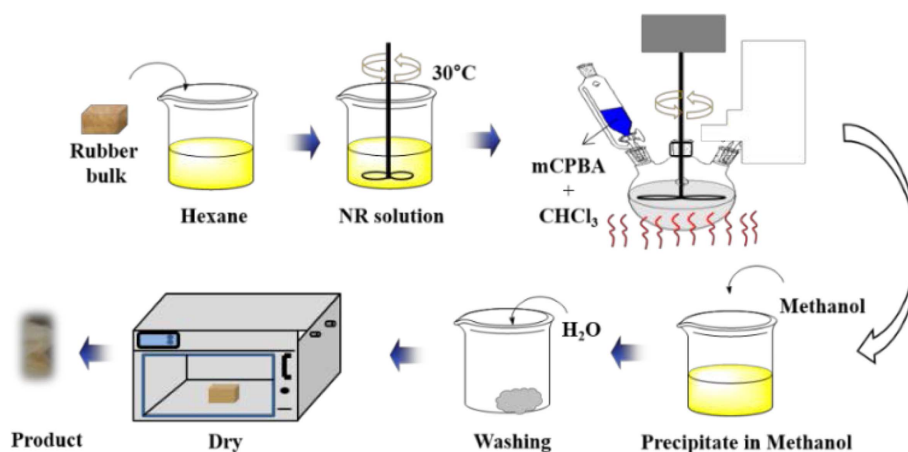 30°C
Rubber
bulk
Hexane
NR solution
mCPBA
+
CHCl₃
Methanol
H₂O
Product
Dry
Washing
Precipitate in Methanol